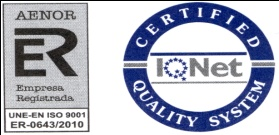 AENOR
ER
Empresa
Registrada
UNE-EN ISO 9001
ER-0643/2010
CERTIFIED
IQNet
QUALITY SYSTEM